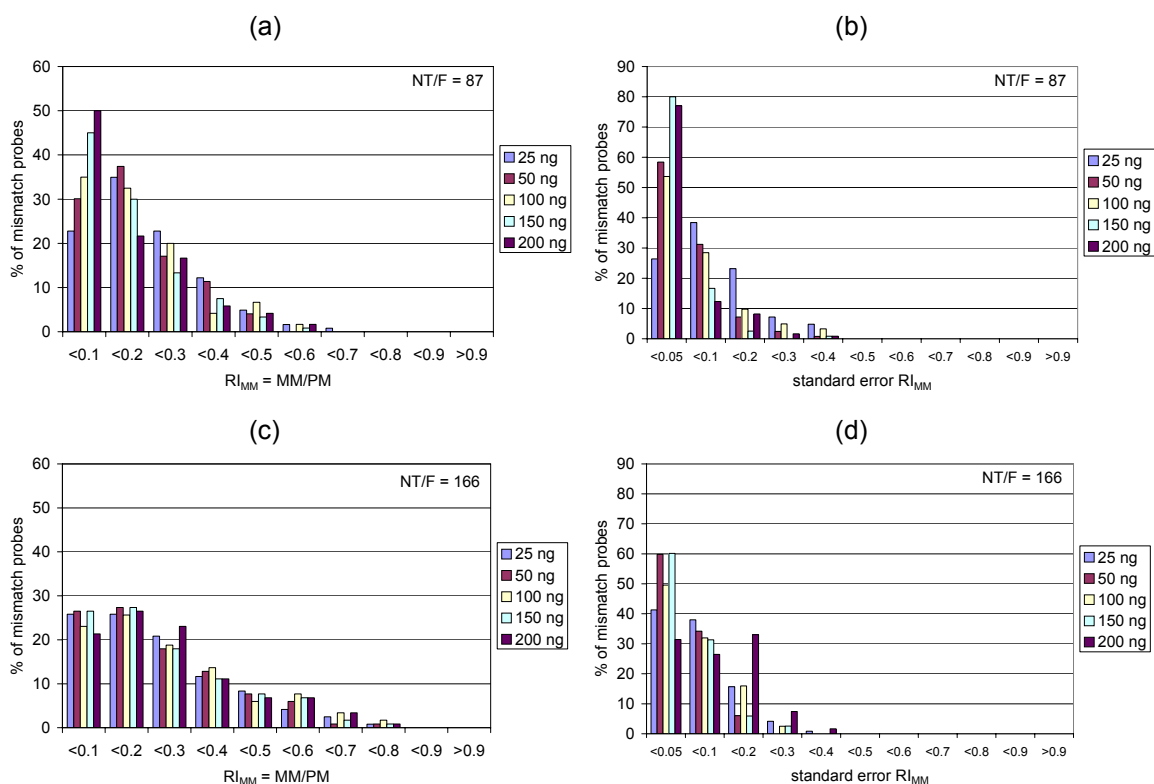 (a)
60
50
40
30
20
10
0
% of mismatch probes
NT/F = 87
<0.1 <0.2 <0.3 <0.4 <0.5 <0.6 <0.7 <0.8 <0.9 >0.9
RIMM = MM/PM
25 ng
50 ng
100 ng
150 ng
200 ng
(b)
90
80
70
60
50
40
30
20
10
0
% of mismatch probes
NT/F = 87
<0.05 <0.1 <0.2 <0.3 <0.4 <0.5 <0.6 <0.7 <0.8 <0.9 >0.9
standard error RIMM
25 ng
50 ng
100 ng
150 ng
200 ng
(c)
60
50
40
30
20
10
0
% of mismatch probes
NT/F = 166
<0.1 <0.2 <0.3 <0.4 <0.5 <0.6 <0.7 <0.8 <0.9 >0.9
RIMM = MM/PM
25 ng
50 ng
100 ng
150 ng
200 ng
(d)
90
80
70
60
50
40
30
20
10
0
% of mismatch probes
NT/F = 166
<0.05 <0.1 <0.2 <0.3 <0.4 <0.5 <0.6 <0.7 <0.8 <0.9 >0.9
standard error RIMM
25 ng
50 ng
100 ng
150 ng
200 ng